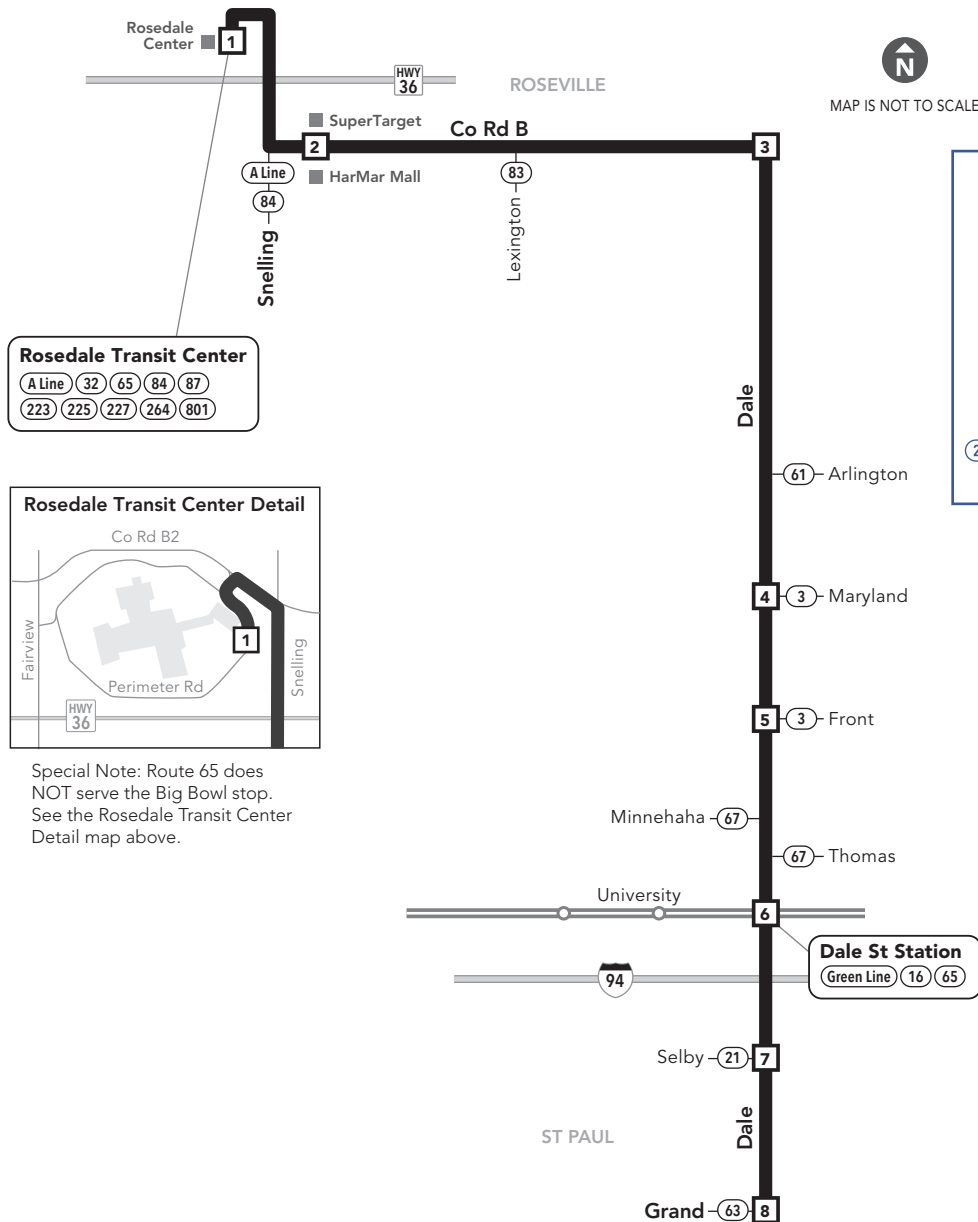 Rosedale
Center
1
HWY
36
ROSEVILLE
N
MAP IS NOT TO SCALE
SuperTarget
Co Rd B
2
3
HarMar Mall
A Line
84
Snelling
83
Lexington
Rosedale Transit Center
A Line 32 65 84 87
223 225 227 264 801
Dale
61 Arlington
Rosedale Transit Center Detail
Co Rd B2
Fairview
1
Snelling
Perimeter Rd
HWY
36
4 3 Maryland
5 3 Front
Special Note: Route 65 does
NOT serve the Big Bowl stop.
See the Rosedale Transit Center
Detail map above.
Minnehaha 67
67 Thomas
University
6
Dale St Station
Green Line 16 65
94
Selby 21 7
ST PAUL
Dale
Grand 63 8